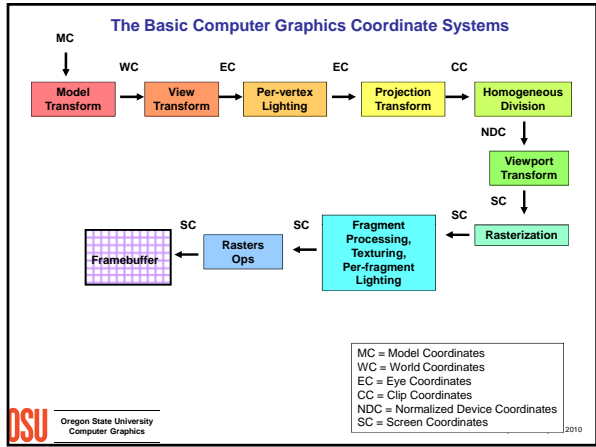 The Basic Computer Graphics Coordinate Systems
MC
WC
EC
EC
CC
Model
Transform
View
Transform
Per-vertex
Lighting
Projection
Transform
Homogeneous
Division
NDC
Viewport
Transform
SC
Rasterization
SC
Fragment
Processing,
Texturing,
Per-fragment
Lighting
SC
Rasters
Ops
SC
Framebuffer
MC = Model Coordinates
WC = World Coordinates
EC = Eye Coordinates
CC = Clip Coordinates
NDC = Normalized Device Coordinates
SC = Screen Coordinates
OSU
Oregon State University
Computer Graphics
2010